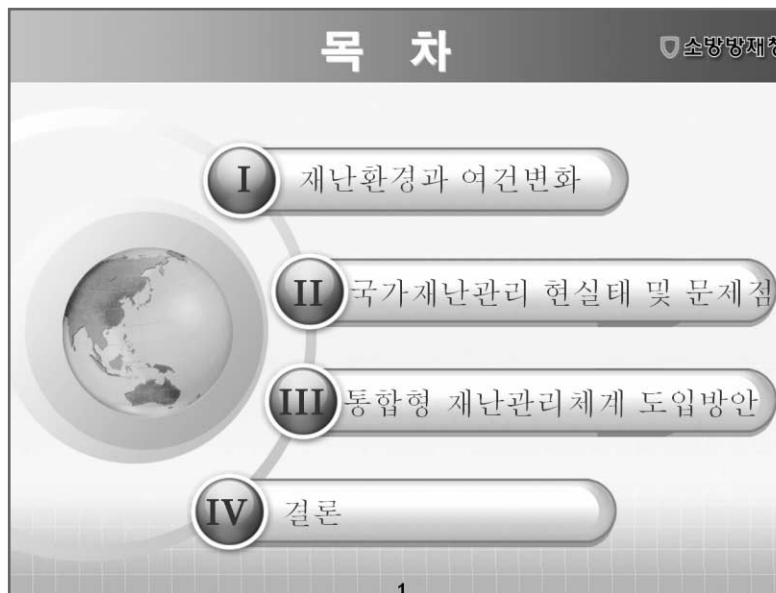 목 차
소방방재청
I 재난환경과 여건변화
II 국가재난관리 현실태 및 문제점
III 통합형 재난관리체계 도입방안
IV 결론
1